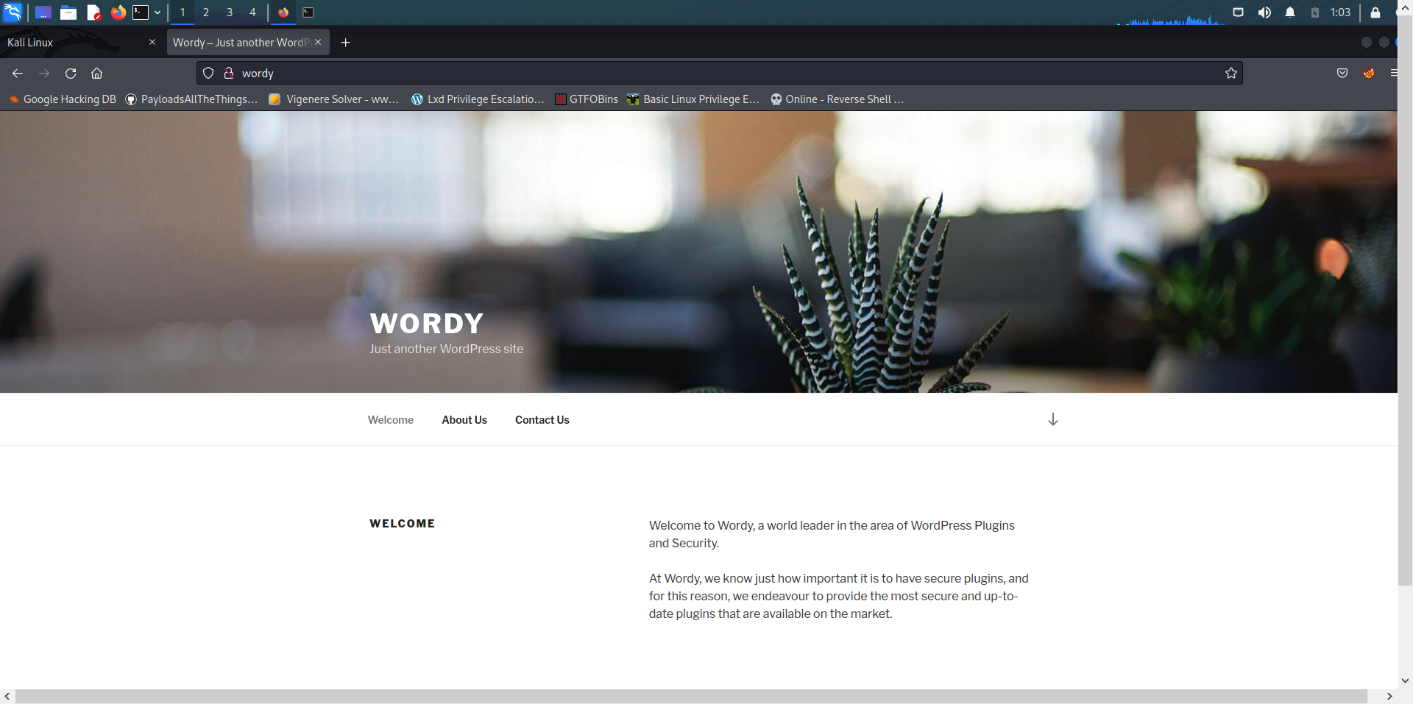 1 2 3 4 1:03
Kali Linux Wordy – Just another WordPr
wordy
Google Hacking DB PayloadsAllTheThings... Vigenere Solver - ww... Lxd Privilege Escalatio... GTFOBins Basic Linux Privilege E... Online - Reverse Shell ...
WORDY
Just another WordPress site
Welcome About Us Contact Us
WELCOME
Welcome to Wordy, a world leader in the area of WordPress Plugins
and Security.
At Wordy, we know just how important it is to have secure plugins, and
for this reason, we endeavour to provide the most secure and up-to-
date plugins that are available on the market.